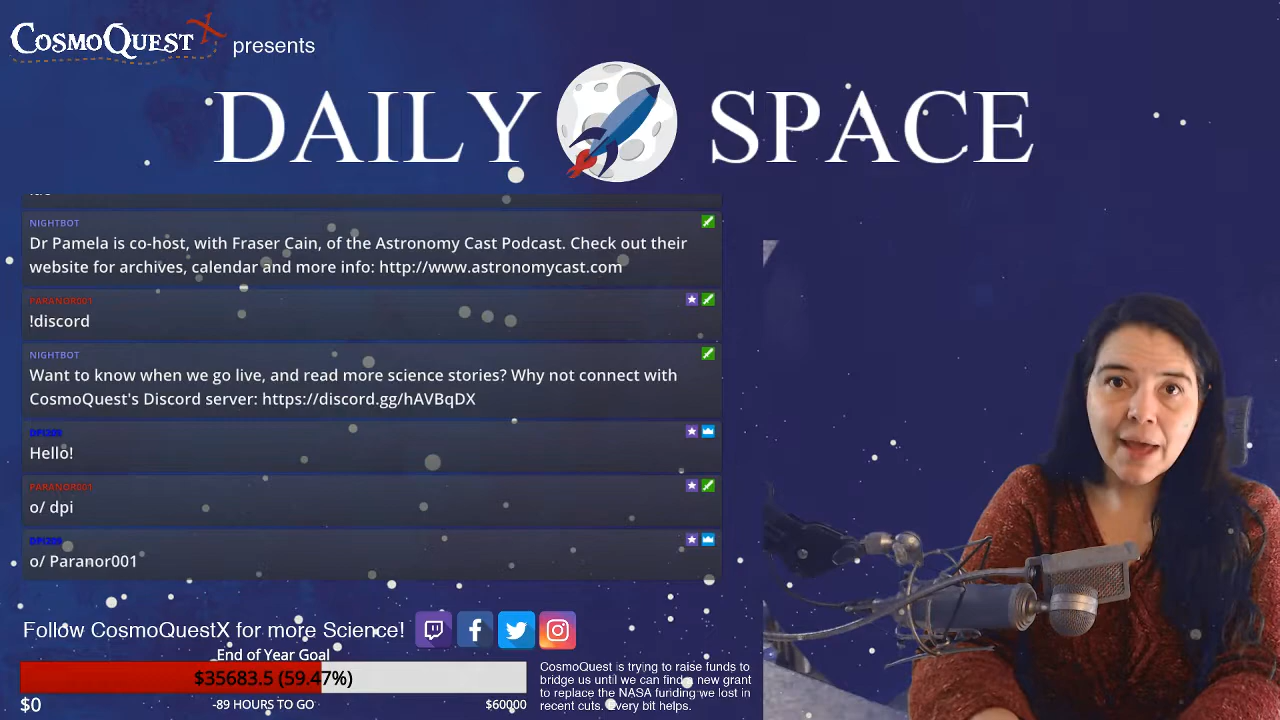 COSMOQUEST X presents
DAILY SPACE
NIGHTBOT
Dr Pamela is co-host, with Fraser Cain, of the Astronomy Cast Podcast. Check out their
website for archives, calendar and more info: http://www.astronomycast.com
PARANOR001
!discord
NIGHTBOT
Want to know when we go live, and read more science stories? Why not connect with
CosmoQuest's Discord server: https://discord.gg/hAVBqDX
Hello!
PARANOR001
o/ dpi
o/ Paranor001
Follow CosmoQuestX for more Science!
End of Year Goal
$35683.5 (59.47%)
$0
-89 HOURS TO GO
$60000
CosmoQuest is trying to raise funds to
bridge us until we can find a new grant
to replace the NASA funding we lost in
recent cuts. Every bit helps.